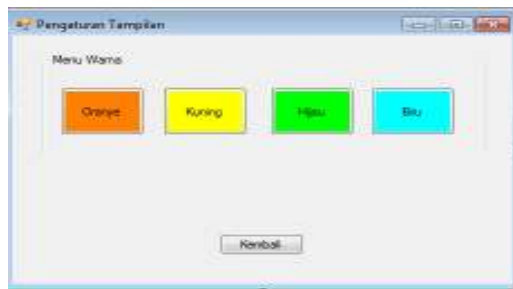 Pengaturan Tampilan
Menu Warna
Oranye Kuning Hijau Biru
Kembali